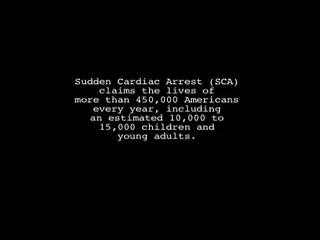 Sudden Cardiac Arrest (SCA)
claims the lives of
more than 450,000 Americans
every year, including
an estimated 10,000 to
15,000 children and
young adults.